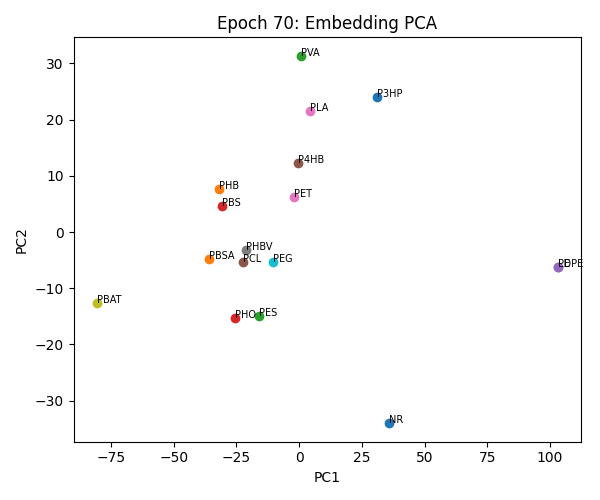 Epoch 70: Embedding PCA
PVA
P3HP
PLA
P4HB
PET
PHB
PBS
PHBV
PBSA
PCL
PEG
PBAT
PHO
PES
NR
PC2
30
20
10
0
−10
−20
−30
−75
−50
−25
0
25
50
75
100
PC1